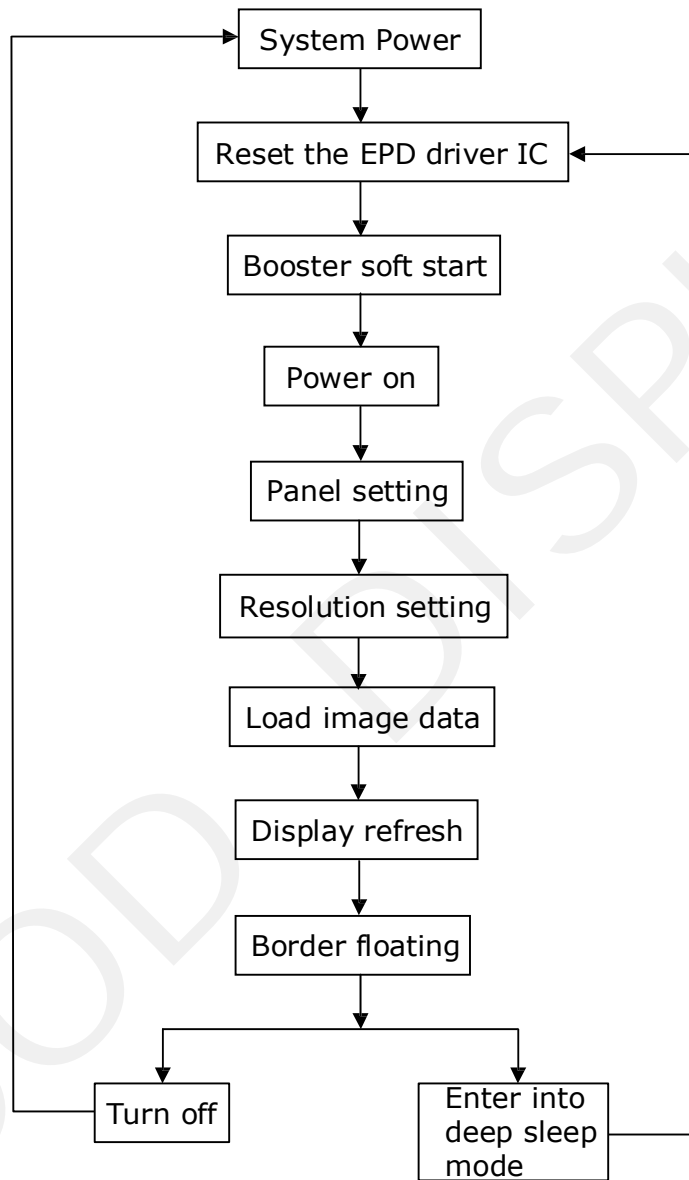 System Power
Reset the EPD driver IC
Booster soft start
Power on
Panel setting
Resolution setting
Load image data
Display refresh
Border floating
Turn off
Enter into
deep sleep
mode